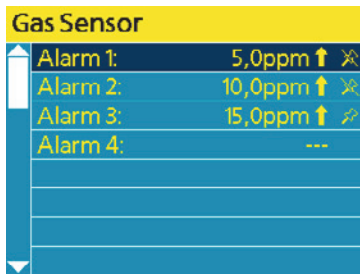 Gas Sensor
Alarm 1: 5,0ppm ⬆
Alarm 2: 10,0ppm ⬆
Alarm 3: 15,0ppm ⬆
Alarm 4: ---